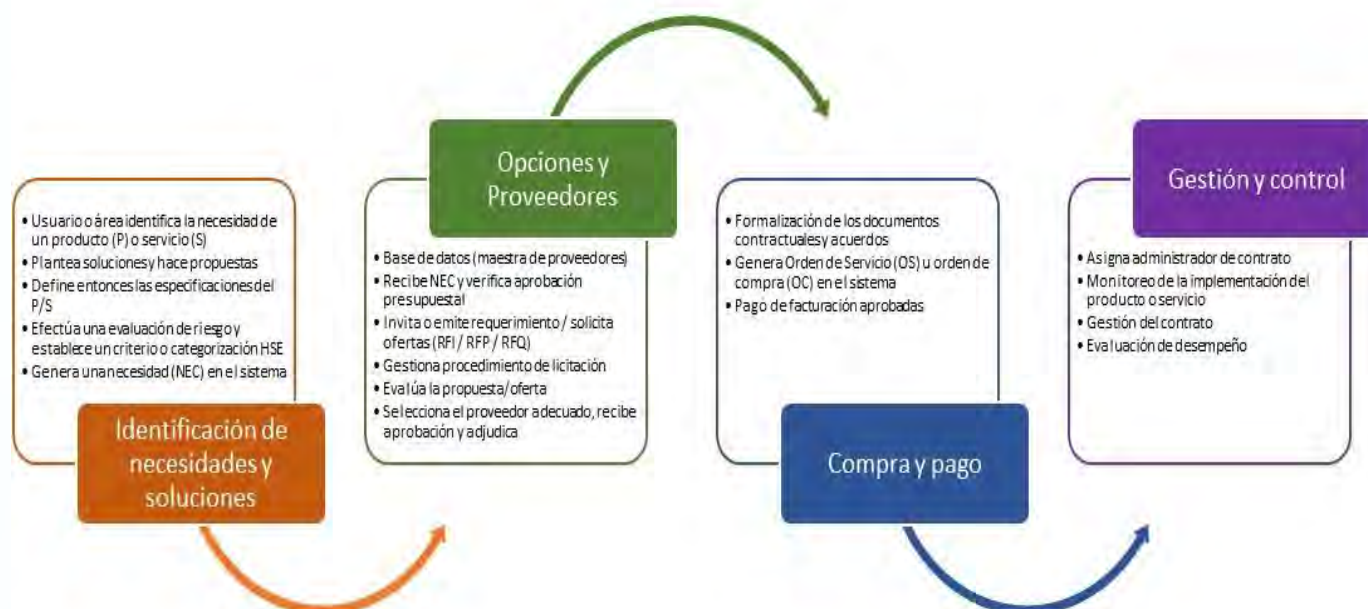 • Usuario o área identifica la necesidad de
un producto (P) o servicio (S)
• Plantea soluciones y hace propuestas
• Define entonces las especificaciones del
P/S
• Efectúa una evaluación de riesgo y
establece un criterio o categorización HSE
• Genera una necesidad (NEC) en el sistema
Identificación de
necesidades y
soluciones
Opciones y
Proveedores
• Base de datos (maestra de proveedores)
• Recibe NEC y verifica aprobación
presupuestal
• Invita o emite requerimiento / solicita
ofertas (RFI / RFP / RFQ)
• Gestiona procedimiento de licitación
• Evalúa la propuesta/oferta
• Selecciona el proveedor adecuado, recibe
aprobación y adjudica
• Formalización de los documentos
contractuales y acuerdos
• Genera Orden de Servicio (OS) u orden de
compra (OC) en el sistema
• Pago de facturación aprobadas
Compra y pago
Gestión y control
• Asigna administrador de contrato
• Monitoreo de la implementación del
producto o servicio
• Gestión del contrato
• Evaluación de desempeño